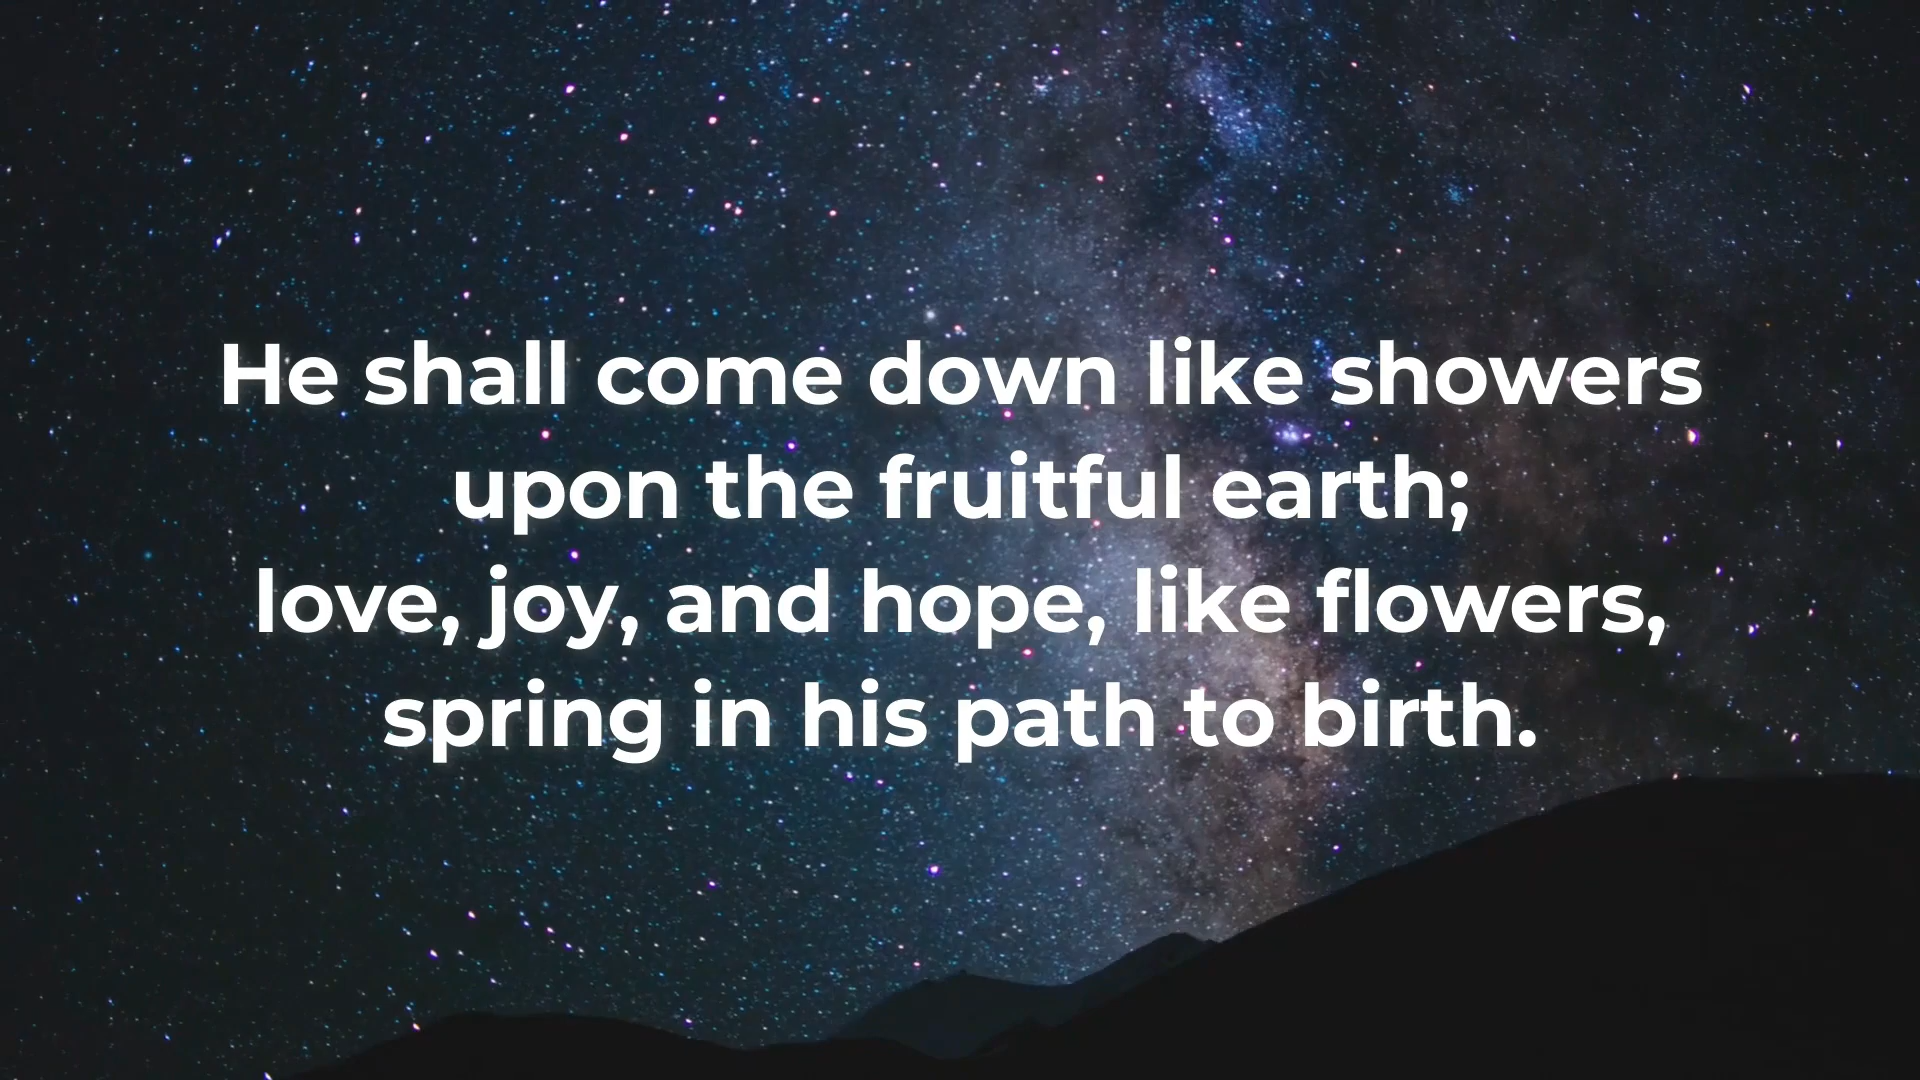 He shall come down like showers
upon the fruitful earth;
love, joy, and hope, like flowers,
spring in his path to birth.